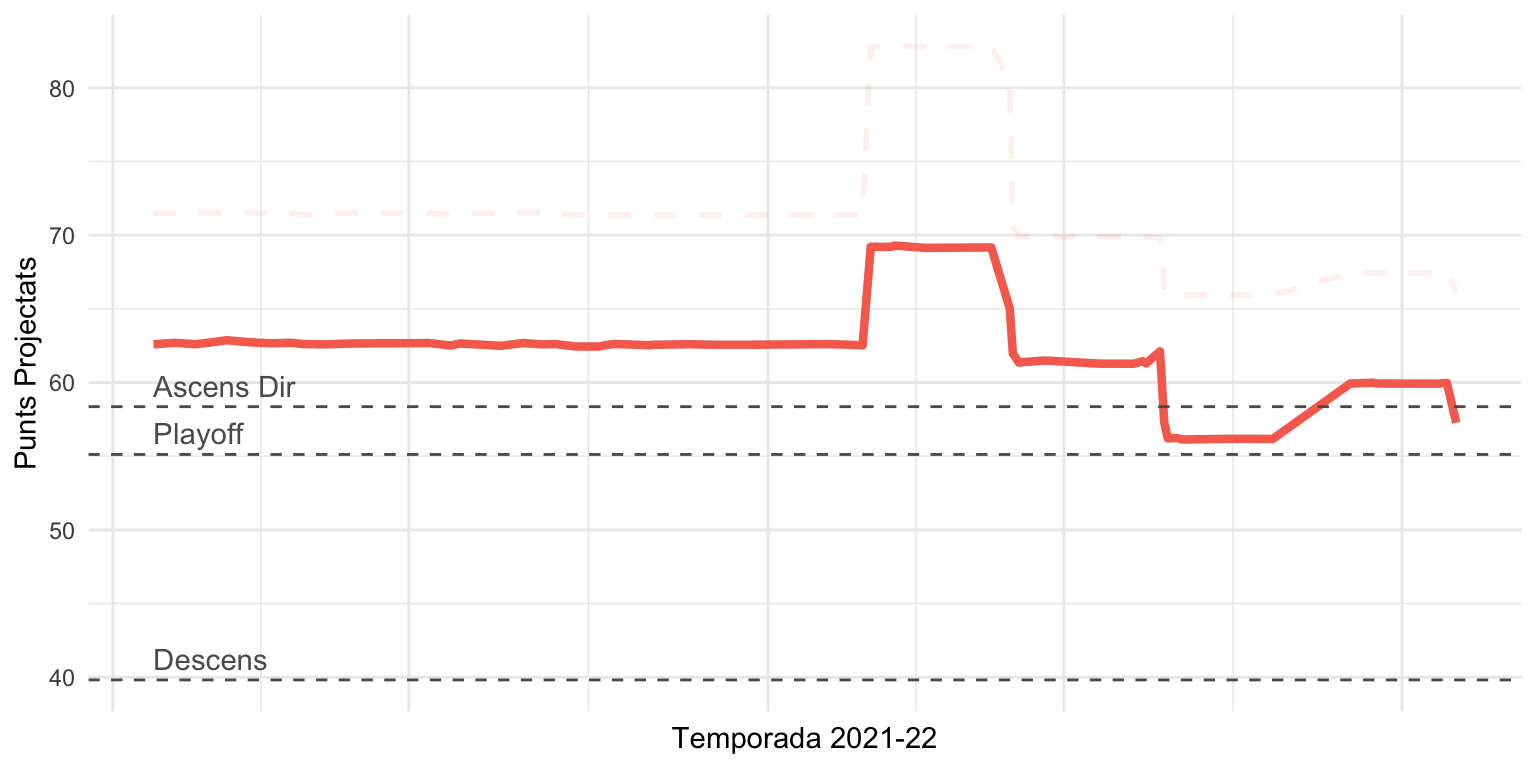 80
70
60
50
40
Punts Projectats
Ascens Dir
Playoff
Descens
Temporada 2021-22